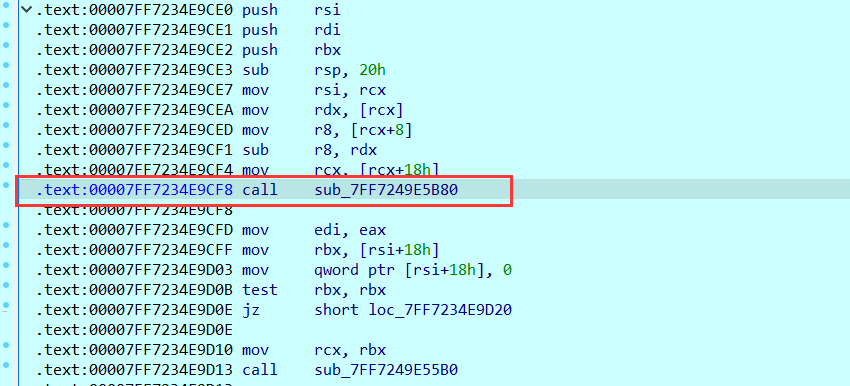 .text:00007FF7234E9CE0 push rsi
.text:00007FF7234E9CE1 push rdi
.text:00007FF7234E9CE2 push rbx
.text:00007FF7234E9CE3 sub rsp, 20h
.text:00007FF7234E9CE7 mov rsi, rcx
.text:00007FF7234E9CEA mov rdx, [rcx]
.text:00007FF7234E9CED mov r8, [rcx+8]
.text:00007FF7234E9CF1 sub r8, rdx
.text:00007FF7234E9CF4 mov rcx, [rcx+18h]
.text:00007FF7234E9CF8 call sub_7FF7249E5B80
.text:00007FF7234E9CF8
.text:00007FF7234E9CFD mov edi, eax
.text:00007FF7234E9CFF mov rbx, [rsi+18h]
.text:00007FF7234E9D03 mov qword ptr [rsi+18h], 0
.text:00007FF7234E9D0B test rbx, rbx
.text:00007FF7234E9D0E jz short loc_7FF7234E9D20
.text:00007FF7234E9D0E
.text:00007FF7234E9D10 mov rcx, rbx
.text:00007FF7234E9D13 call sub_7FF7249E55B0